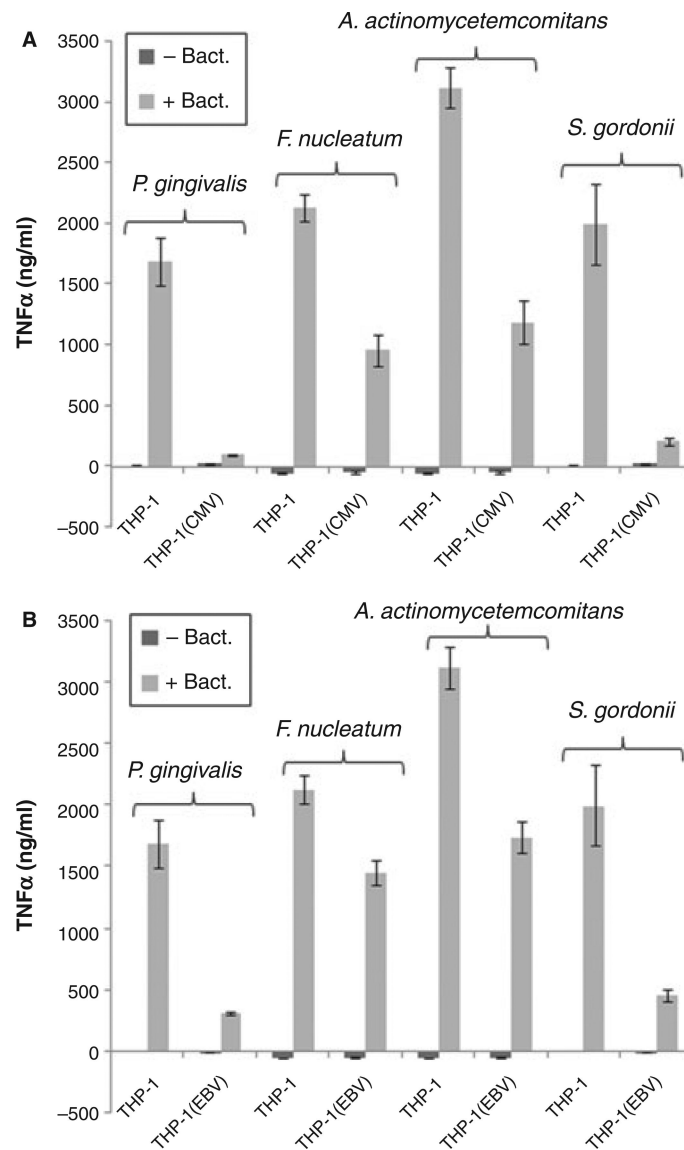 A
A. actinomycetemcomitans
3500
– Bact.
+ Bact.
3000
F. nucleatum
S. gordonii
2500
P. gingivalis
2000
TNFα (ng/ml)
1500
1000
500
0
–500
THP-1
THP-1(CMV)
THP-1
THP-1(CMV)
THP-1
THP-1(CMV)
THP-1
THP-1(CMV)
B
A. actinomycetemcomitans
3500
– Bact.
+ Bact.
3000
F. nucleatum
S. gordonii
2500
P. gingivalis
2000
TNFα (ng/ml)
1500
1000
500
0
–500
THP-1
THP-1(EBV)
THP-1
THP-1(EBV)
THP-1
THP-1(EBV)
THP-1
THP-1(EBV)